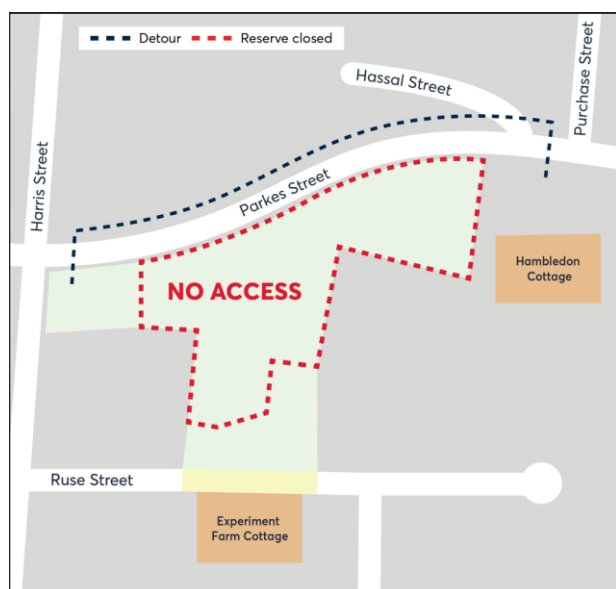 Detour
Reserve closed
Hassal Street
Purchase Street
Harris Street
Parkes Street
NO ACCESS
Hambledon
Cottage
Ruse Street
Experiment
Farm Cottage